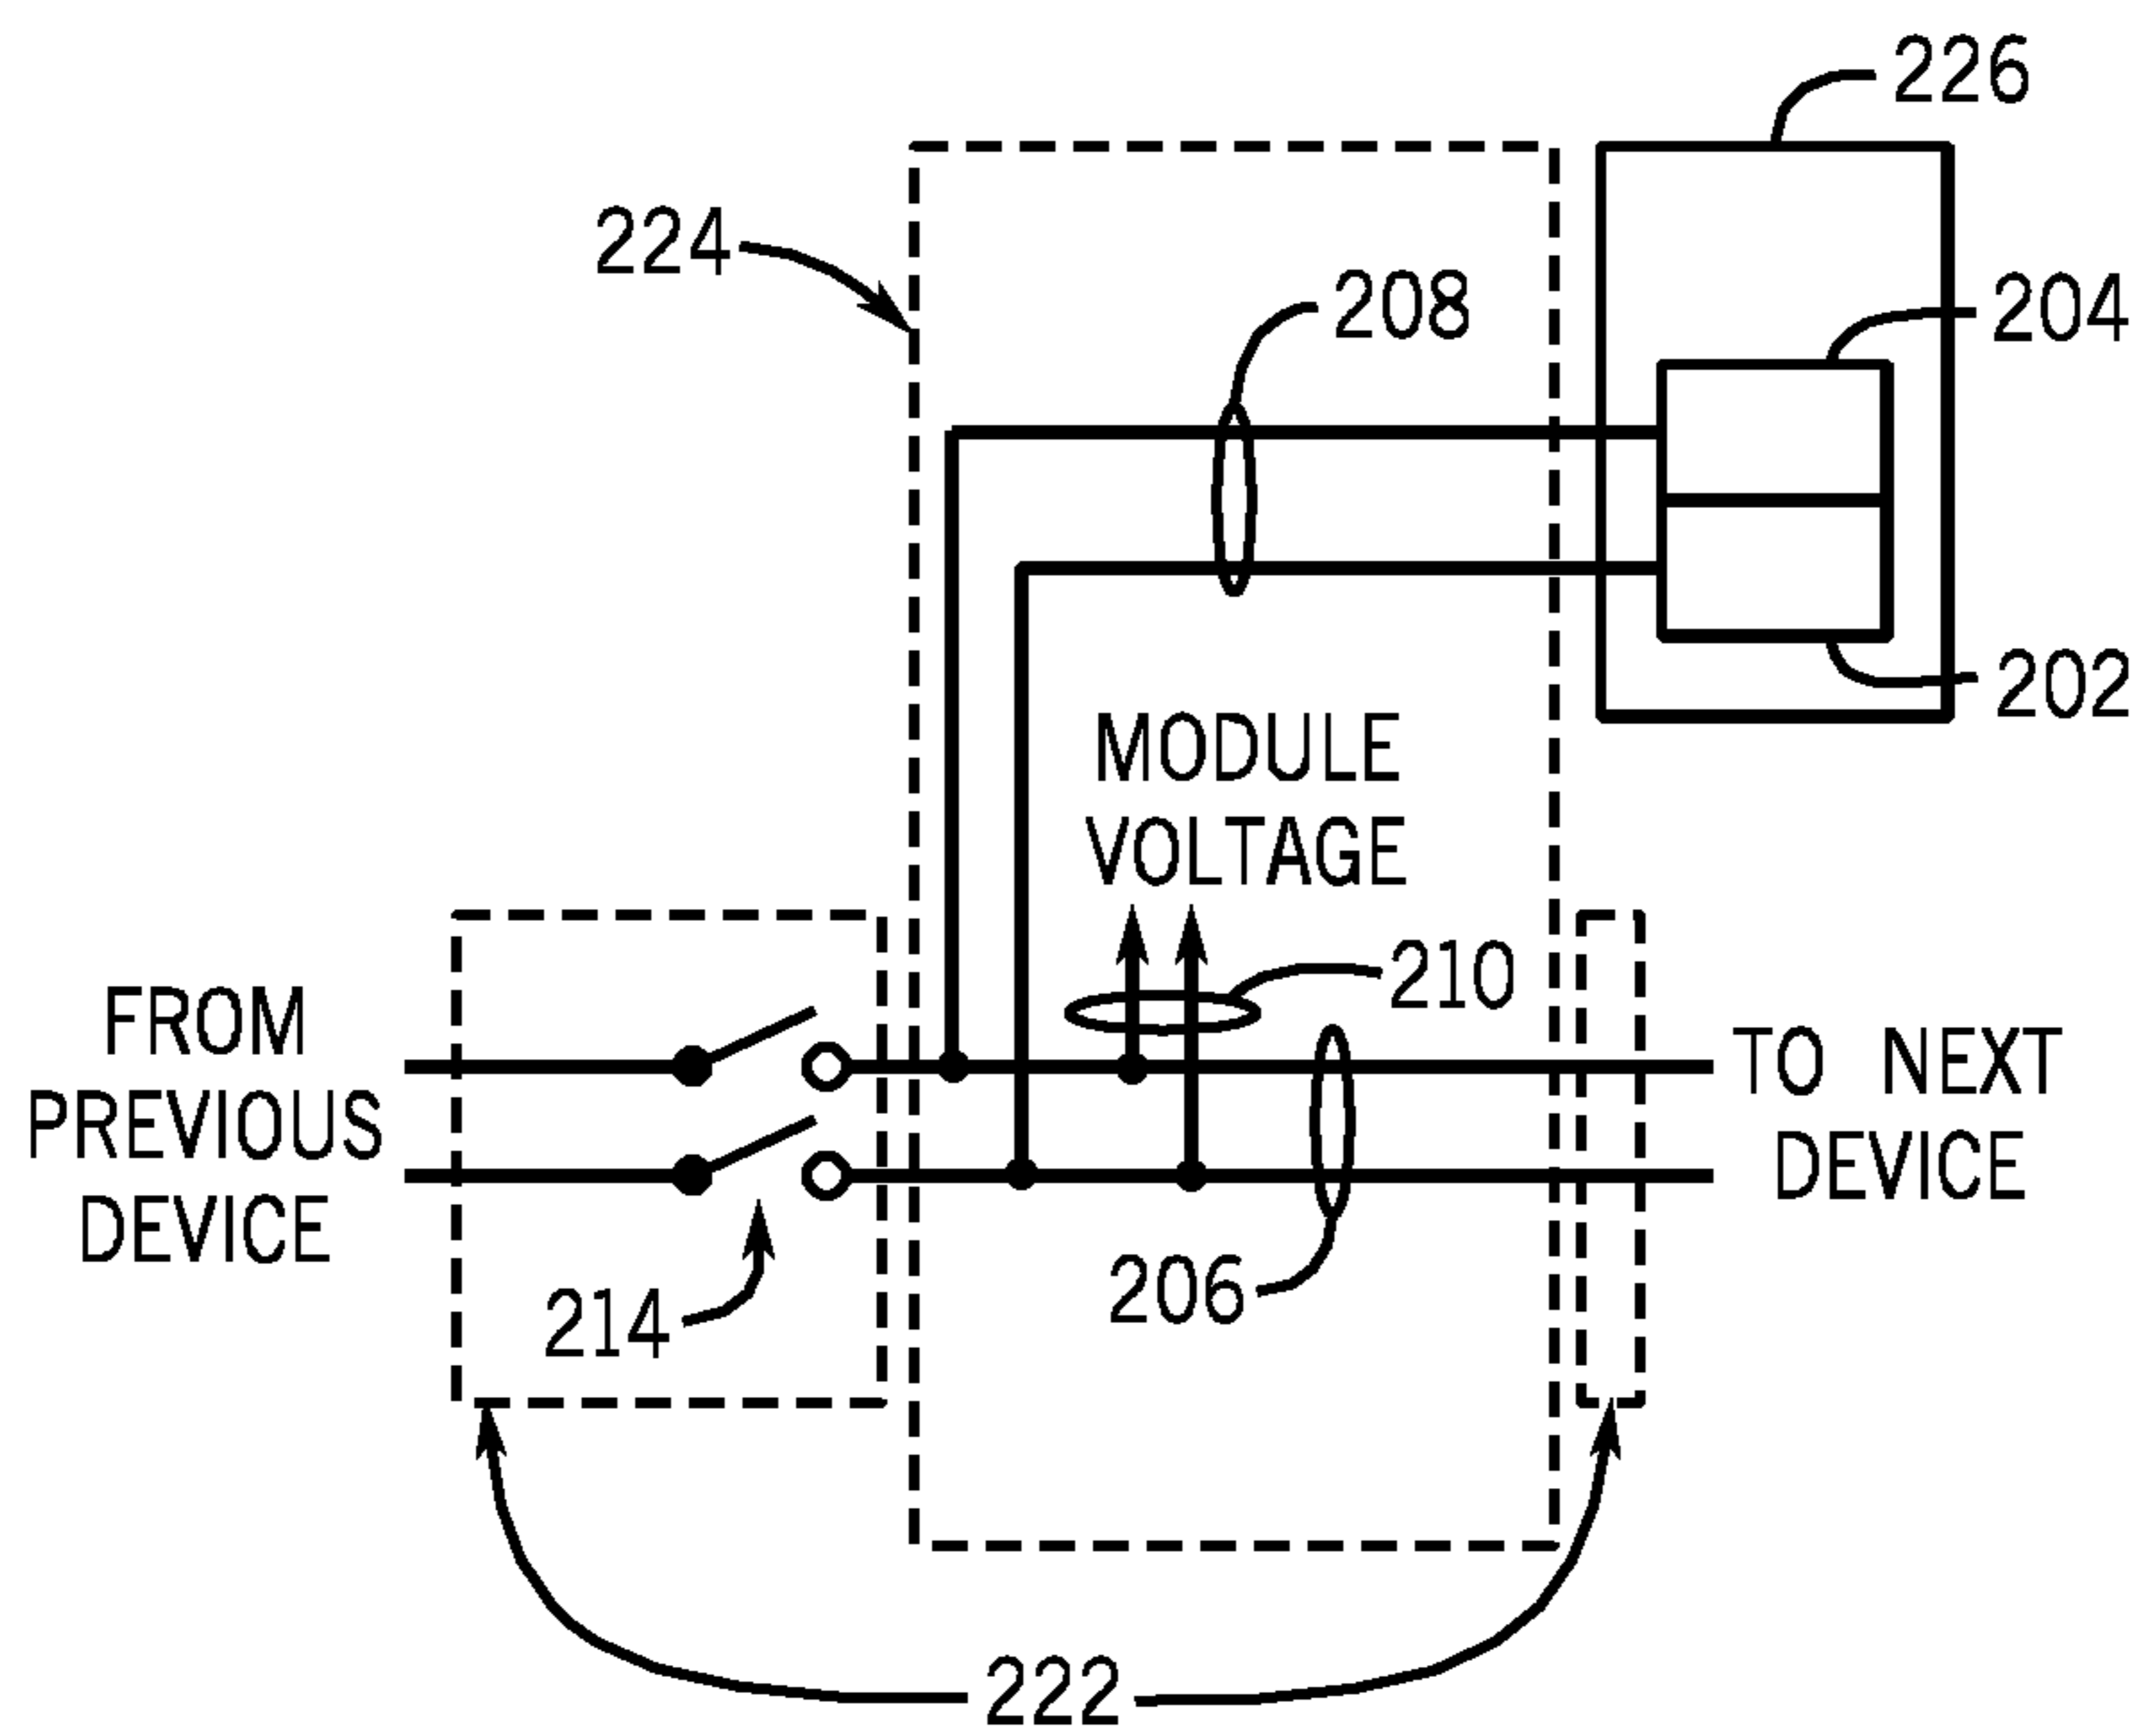 226
224
208
204
202
MODULE
VOLTAGE
210
FROM
PREVIOUS
DEVICE
TO NEXT
DEVICE
206
214
222